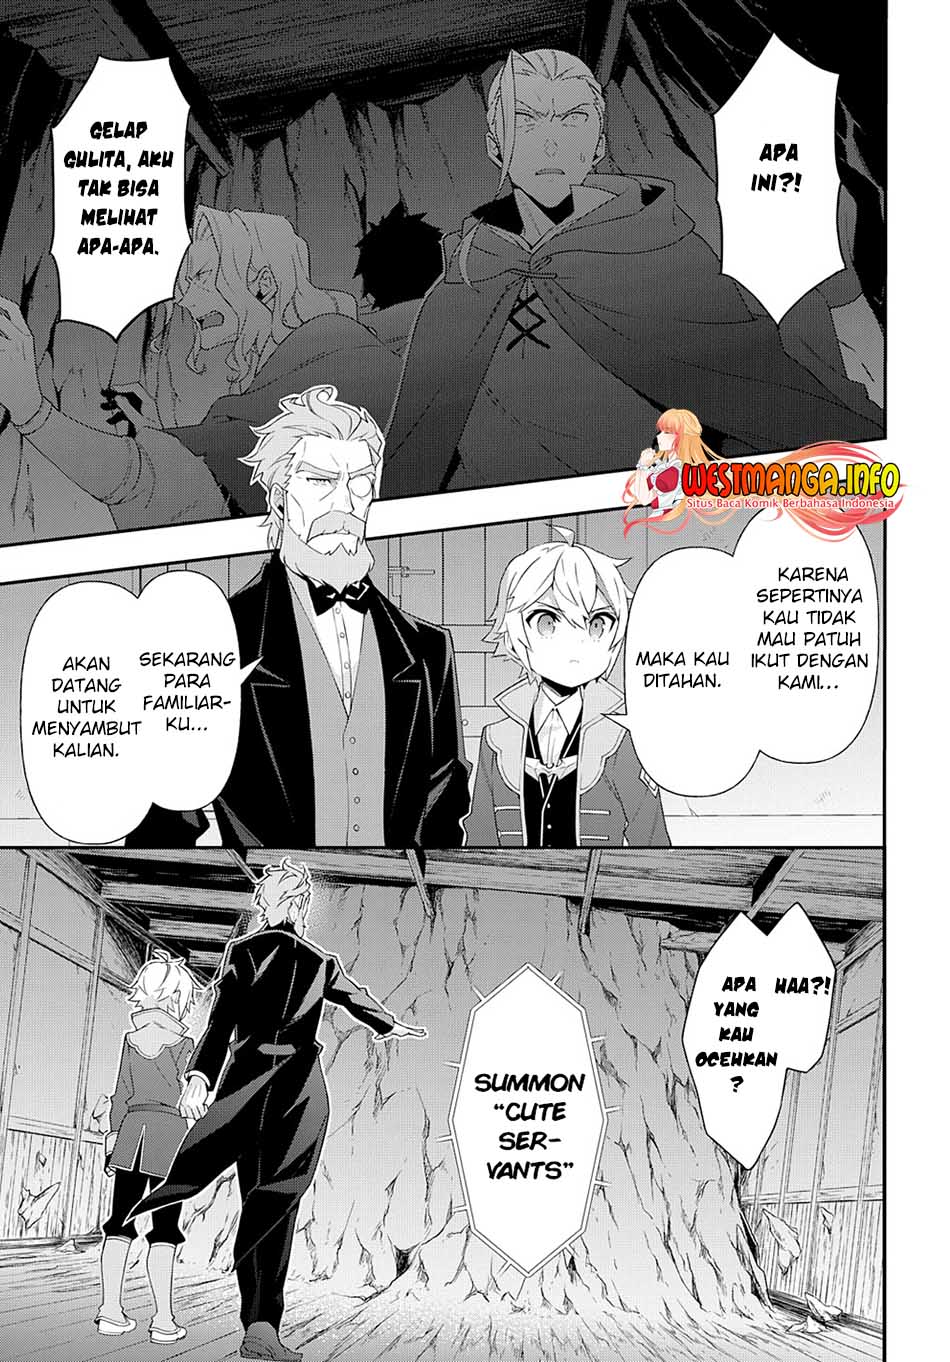 APA
INI?!
GELAP
GULITA, AKU
TAK BISA
MELIHAT
APA-APA.
WESTMANGA.INFO
Situs Baca Komik Berbahasa Indonesia
KARENA
SEPERTINYA
KAU TIDAK
MAU PATUH
IKUT DENGAN
KAMI...
MAKA KAU
DITAHAN.
SEKARANG
PARA
FAMILIAR-
KU...
AKAN
DATANG
UNTUK
MENYAMBUT
KALIAN.
HAA?!
APA
YANG
KAU
OCEHKAN
?
SUMMON
"CUTE
SER-
VANTS"